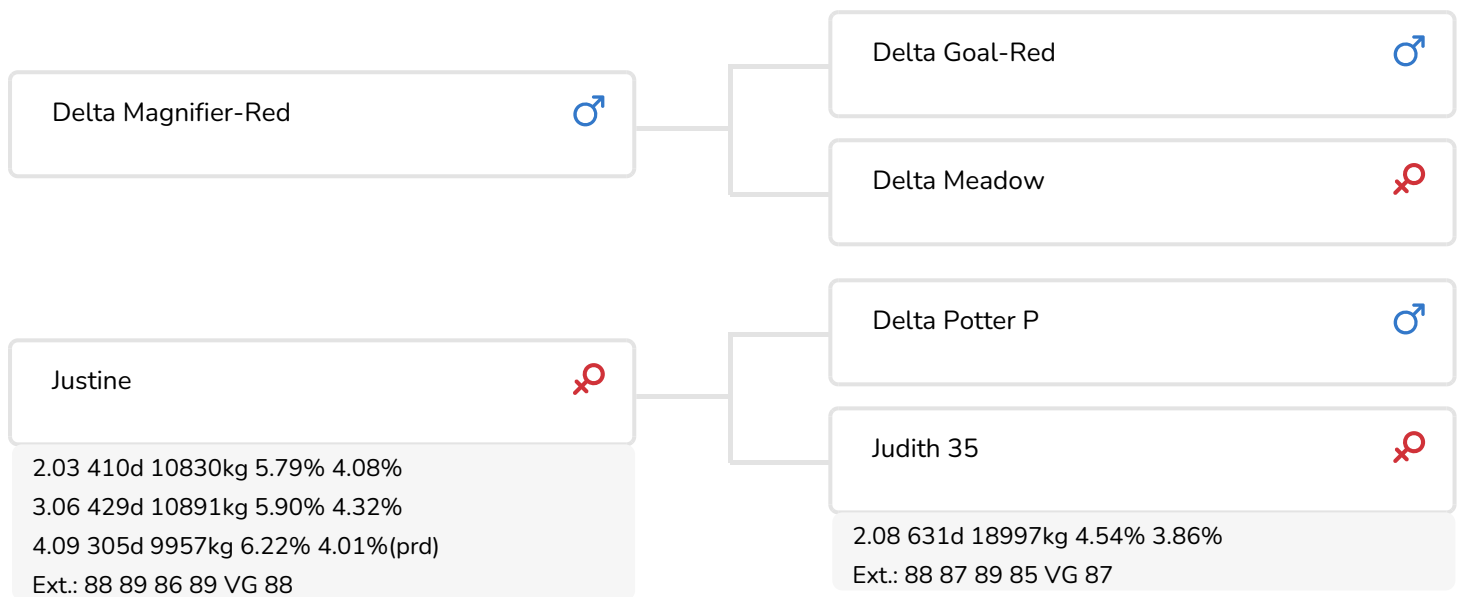 Delta Magnifier-Red
Delta Goal-Red
Delta Meadow
Justine
2.03 410d 10830kg 5.79% 4.08%
3.06 429d 10891kg 5.90% 4.32%
4.09 305d 9957kg 6.22% 4.01%(prd)
Ext.: 88 89 86 89 VG 88
Delta Potter P
Judith 35
2.08 631d 18997kg 4.54% 3.86%
Ext.: 88 87 89 85 VG 87